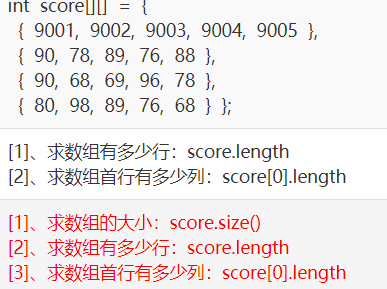 int score[][] = {
{ 9001, 9002, 9003, 9004, 9005 },
{ 90, 78, 89, 76, 88 },
{ 90, 68, 69, 96, 78 },
{ 80, 98, 89, 76, 68 } };
[1]、求数组有多少行：score.length
[2]、求数组首行有多少列：score[0].length
[1]、求数组的大小：score.size()
[2]、求数组有多少行：score.length
[3]、求数组首行有多少列：score[0].length